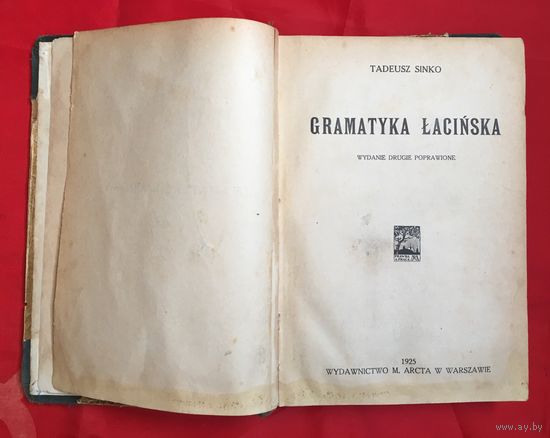 TADEUSZ SINKO
GRAMATYKA ŁACIŃSKA
WYDANIE DRUGIE POPRAWIONE
1925
WYDAWNICTWO M. ARCTA W WARSZAWIE
www.ay.by